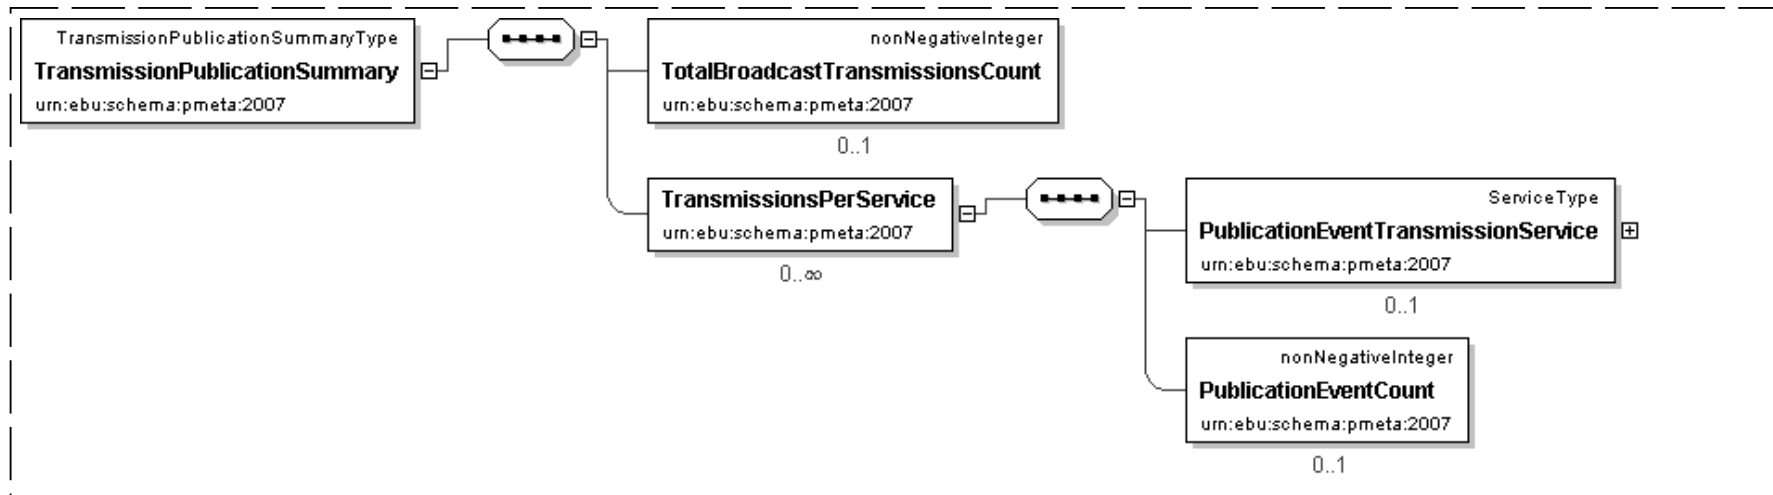 TransmissionPublicationSummaryType
TransmissionPublicationSummary
urn:ebu:schema:pmeta:2007
nonNegativeInteger
TotalBroadcastTransmissionsCount
urn:ebu:schema:pmeta:2007
0..1
TransmissionsPerService
urn:ebu:schema:pmeta:2007
0..∞
ServiceType
PublicationEventTransmissionService
urn:ebu:schema:pmeta:2007
0..1
nonNegativeInteger
PublicationEventCount
urn:ebu:schema:pmeta:2007
0..1